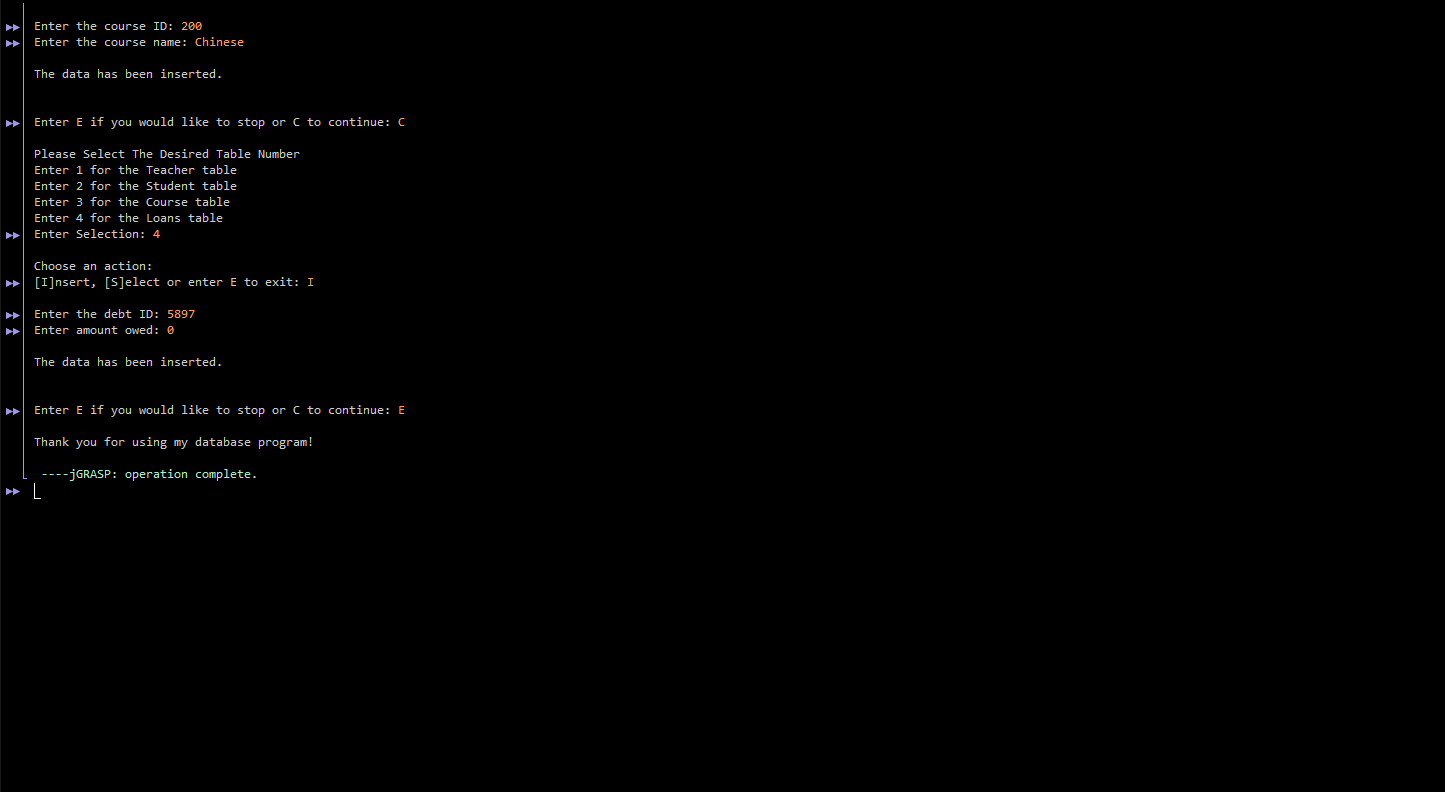 Enter the course ID: 200
Enter the course name: Chinese
The data has been inserted.
Enter E if you would like to stop or C to continue: C
Please Select The Desired Table Number
Enter 1 for the Teacher table
Enter 2 for the Student table
Enter 3 for the Course table
Enter 4 for the Loans table
Enter Selection: 4
Choose an action:
[I]nsert, [S]elect or enter E to exit: I
Enter the debt ID: 5897
Enter amount owed: 0
The data has been inserted.
Enter E if you would like to stop or C to continue: E
Thank you for using my database program!
----jGRASP: operation complete.